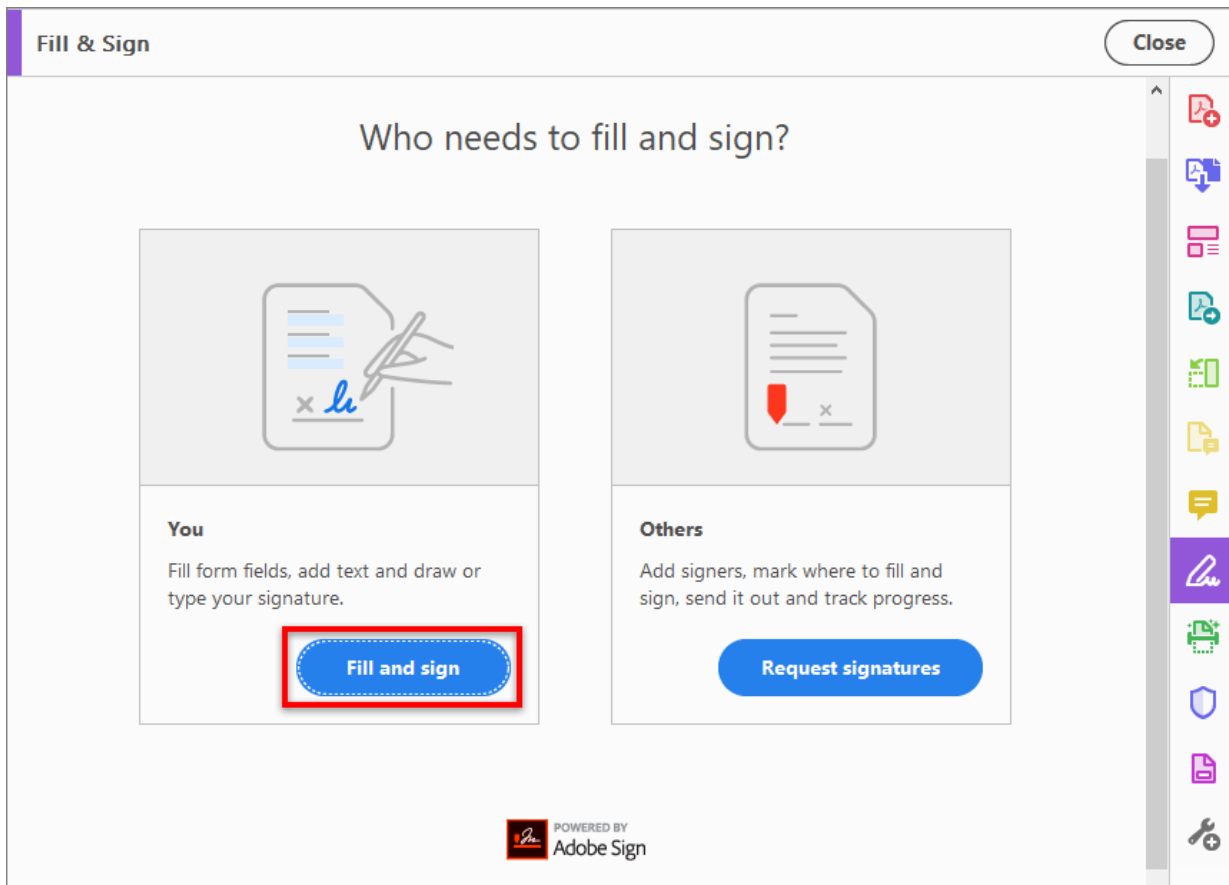 Fill & Sign
Close
Who needs to fill and sign?
You
Fill form fields, add text and draw or
type your signature.
Fill and sign
Others
Add signers, mark where to fill and
sign, send it out and track progress.
Request signatures
POWERED BY
Adobe Sign